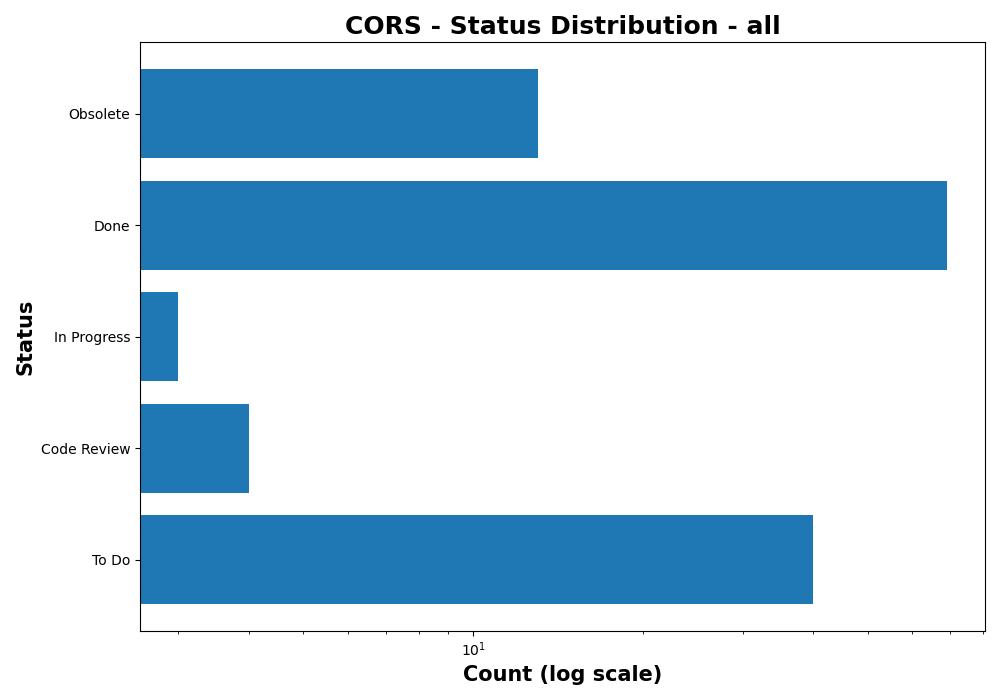 CORS - Status Distribution - all
Obsolete
Done
In Progress
Code Review
To Do
Status
10¹
Count (log scale)